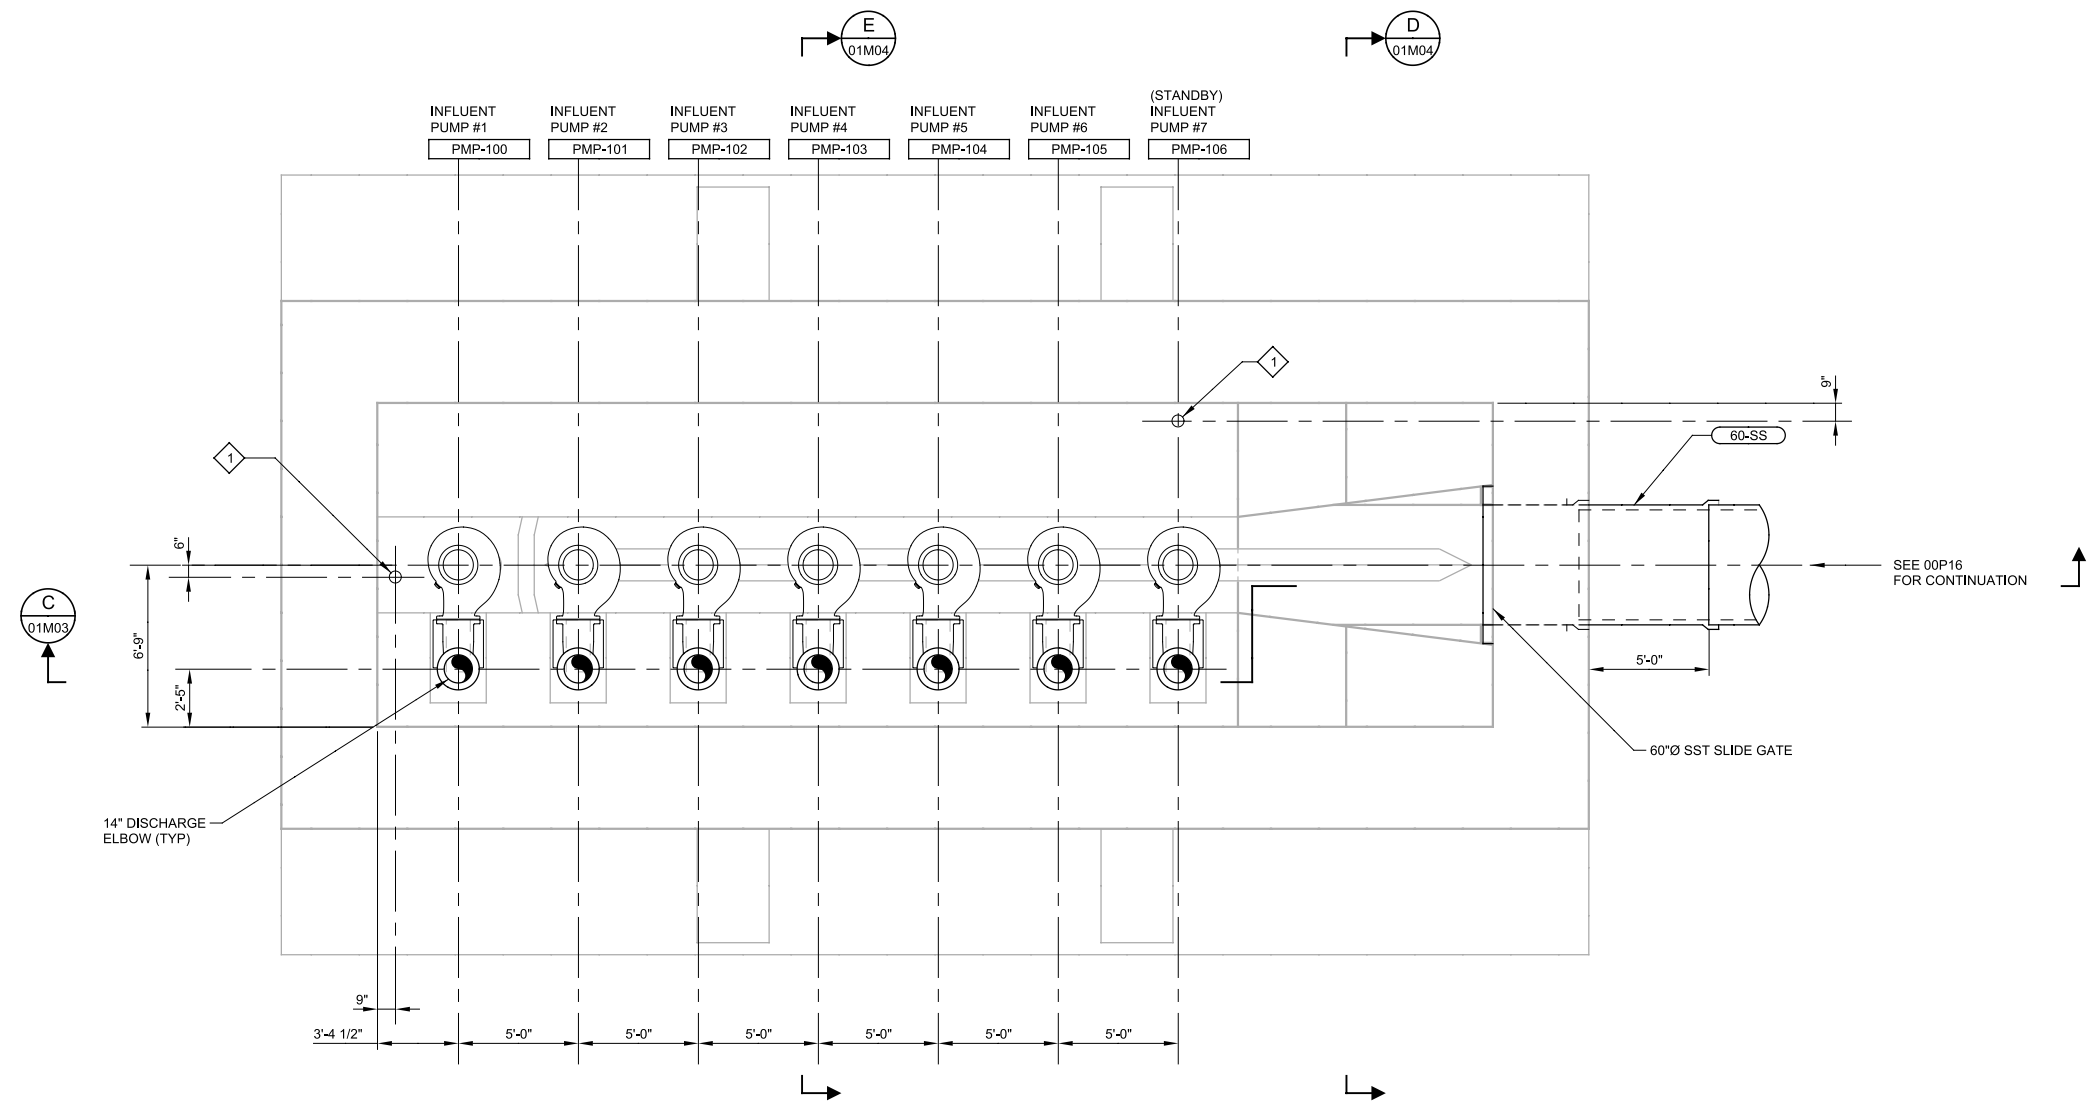 E
01M04
D
01M04
INFLUENT
PUMP #1
PMP-100
INFLUENT
PUMP #2
PMP-101
INFLUENT
PUMP #3
PMP-102
INFLUENT
PUMP #4
PMP-103
INFLUENT
PUMP #5
PMP-104
INFLUENT
PUMP #6
PMP-105
(STANDBY)
INFLUENT
PUMP #7
PMP-106
1
9"
60-SS
1
6"
SEE 00P16
FOR CONTINUATION
C
01M03
6'-9"
2'-5"
5'-0"
60"Ø SST SLIDE GATE
14" DISCHARGE
ELBOW (TYP)
9"
3'-4 1/2"
5'-0"
5'-0"
5'-0"
5'-0"
5'-0"
5'-0"